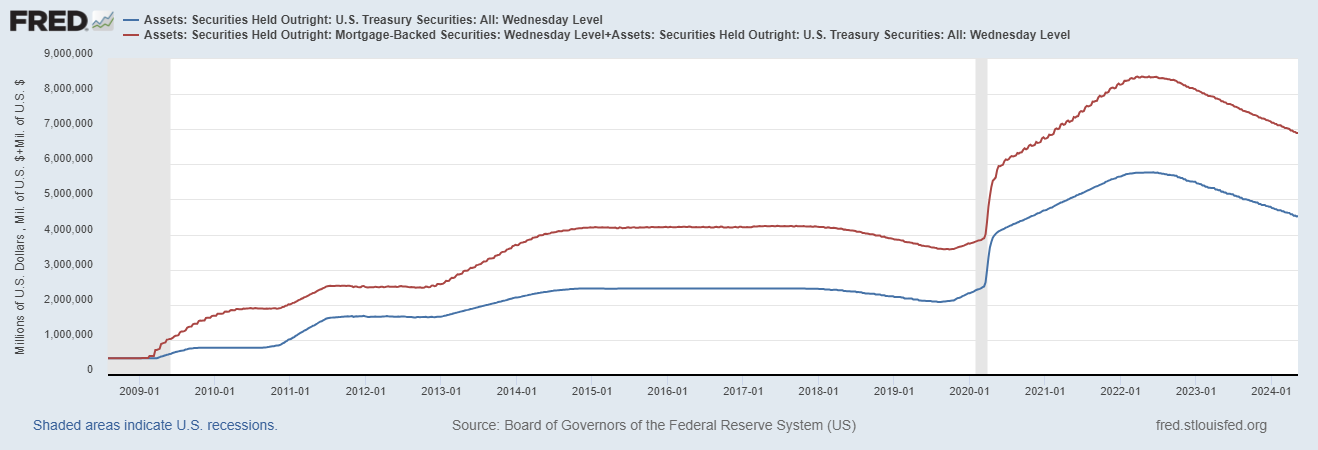 FRED
Assets: Securities Held Outright: U.S. Treasury Securities: All: Wednesday Level
Assets: Securities Held Outright: Mortgage-Backed Securities: Wednesday Level+Assets: Securities Held Outright: U.S. Treasury Securities: All: Wednesday Level
Millions of U.S. Dollars , Mil. of U.S. $+Mil. of U.S. $
9,000,000
8,000,000
7,000,000
6,000,000
5,000,000
4,000,000
3,000,000
2,000,000
1,000,000
0
2009-01 2010-01 2011-01 2012-01 2013-01 2014-01 2015-01 2016-01 2017-01 2018-01 2019-01 2020-01 2021-01 2022-01 2023-01 2024-01
Shaded areas indicate U.S. recessions. Source: Board of Governors of the Federal Reserve System (US) fred.stlouisfed.org